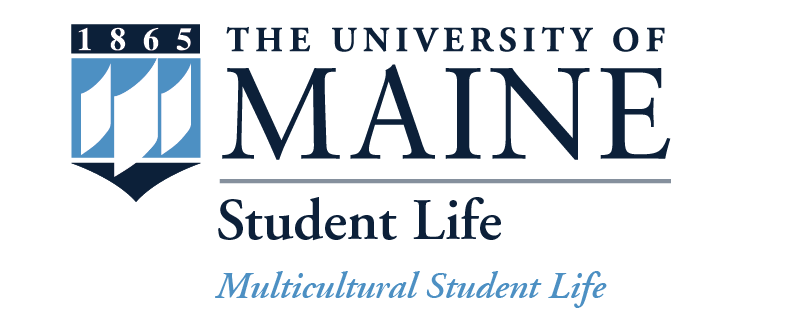 1865
THE UNIVERSITY OF
MAINE
Student Life
Multicultural Student Life